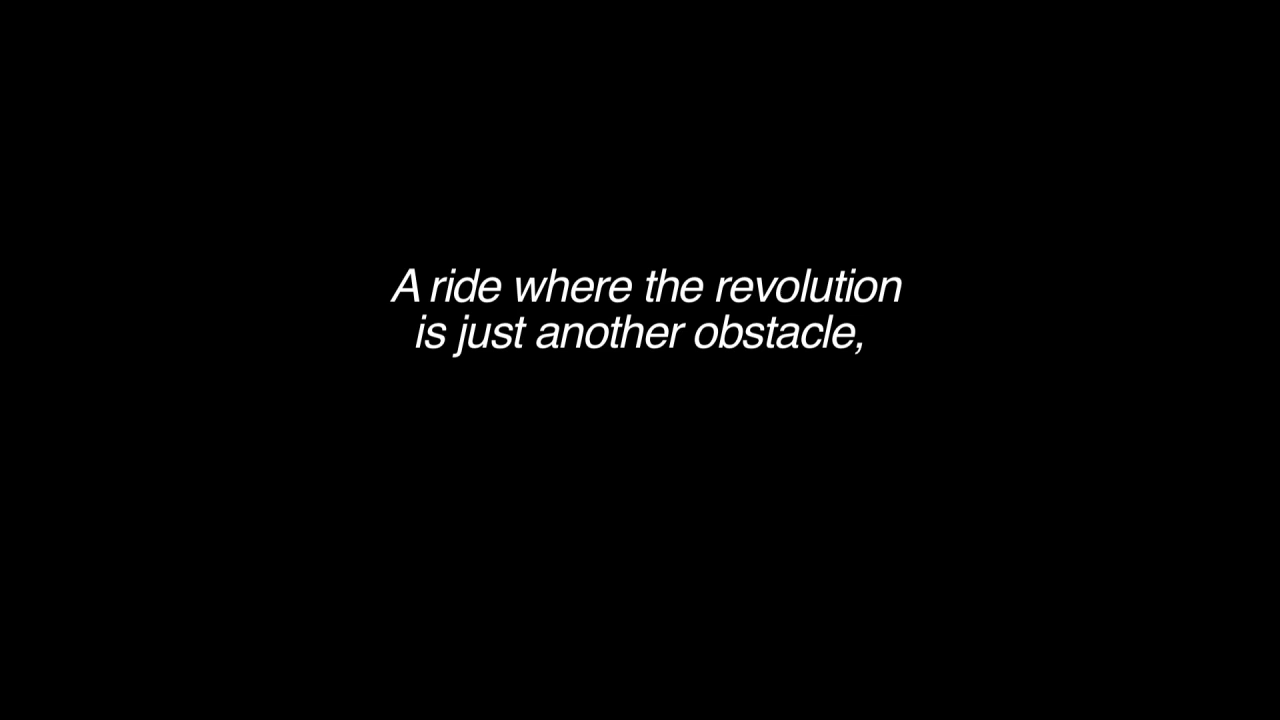 A ride where the revolution
is just another obstacle,